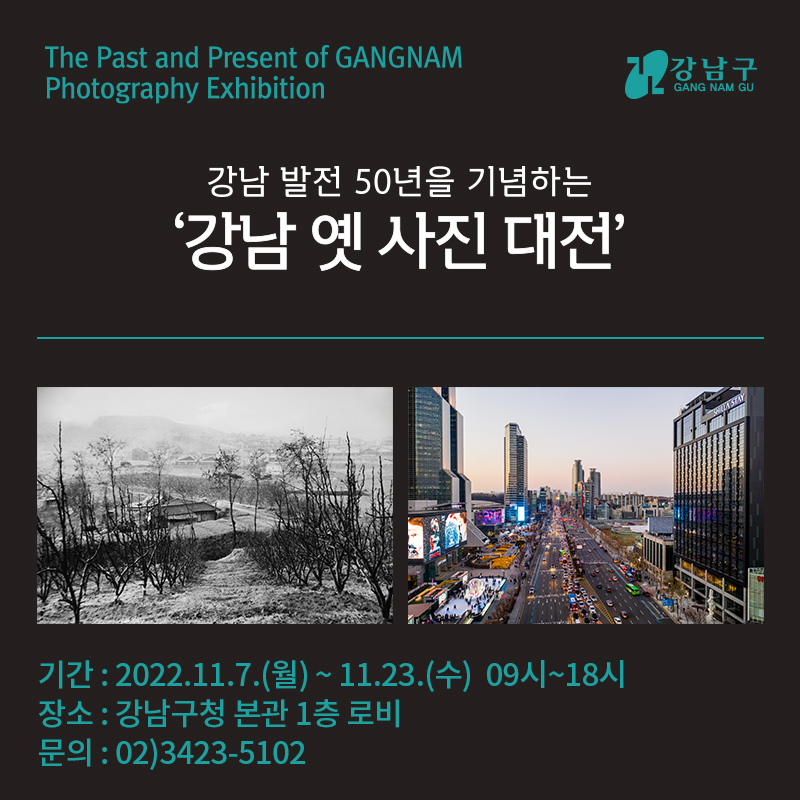 The Past and Present of GANGNAM
Photography Exhibition
강남구
GANG NAM GU
강남 발전 50년을 기념하는
‘강남 옛 사진 대전’
SHILLA STAY
기간 : 2022.11.7.(월) ~ 11.23.(수) 09시~18시
장소 : 강남구청 본관 1층 로비
문의 : 02)3423-5102